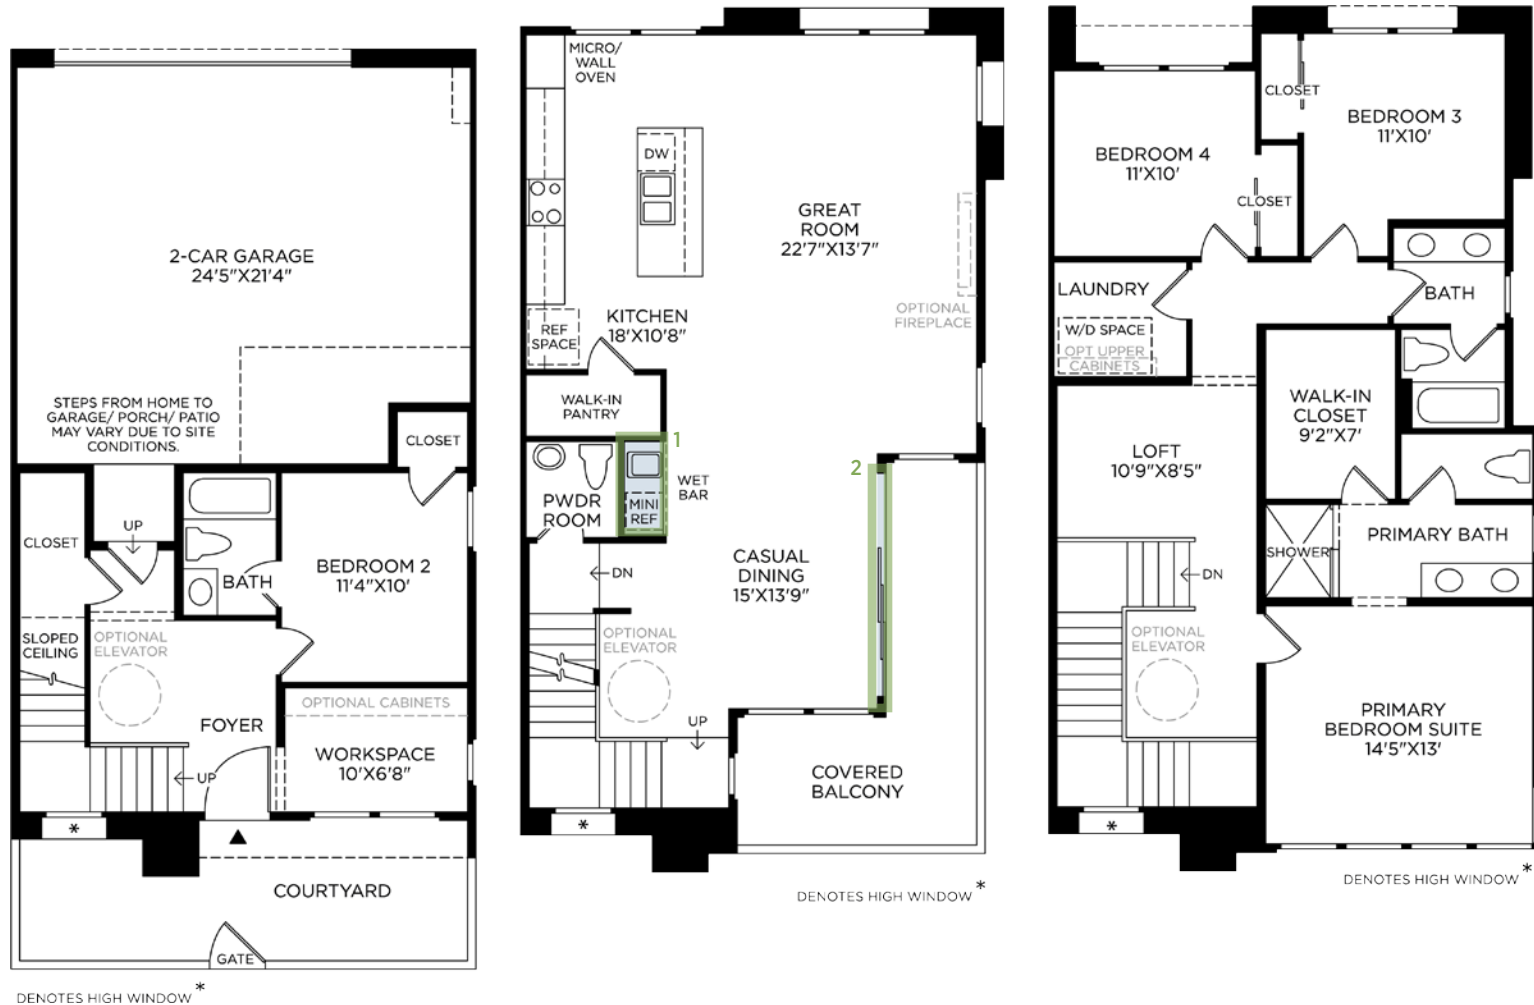 2-CAR GARAGE
24'5"X21'4"
STEPS FROM HOME TO
GARAGE/ PORCH/ PATIO
MAY VARY DUE TO SITE
CONDITIONS.
CLOSET
UP
CLOSET
BATH
BEDROOM 2
11'4"X10'
SLOPED
CEILING
OPTIONAL
ELEVATOR
OPTIONAL CABINETS
FOYER
WORKSPACE
10'X6'8"
UP
*
COURTYARD
GATE
DENOTES HIGH WINDOW *
MICRO/
WALL
OVEN
DW
GREAT
ROOM
22'7"X13'7"
OPTIONAL
FIREPLACE
KITCHEN
18'X10'8"
REF
SPACE
WALK-IN
PANTRY
1
2
WET
BAR
MINI
REF
PWDR
ROOM
CASUAL
DINING
15'X13'9"
DN
OPTIONAL
ELEVATOR
UP
COVERED
BALCONY
*
DENOTES HIGH WINDOW *
CLOSET
BEDROOM 3
11'X10'
BEDROOM 4
11'X10'
CLOSET
LAUNDRY
BATH
W/D SPACE
OPT UPPER
CABINETS
WALK-IN
CLOSET
9'2"X7'
LOFT
10'9"X8'5"
PRIMARY BATH
SHOWER
DN
OPTIONAL
ELEVATOR
PRIMARY
BEDROOM SUITE
14'5"X13'
*
DENOTES HIGH WINDOW *